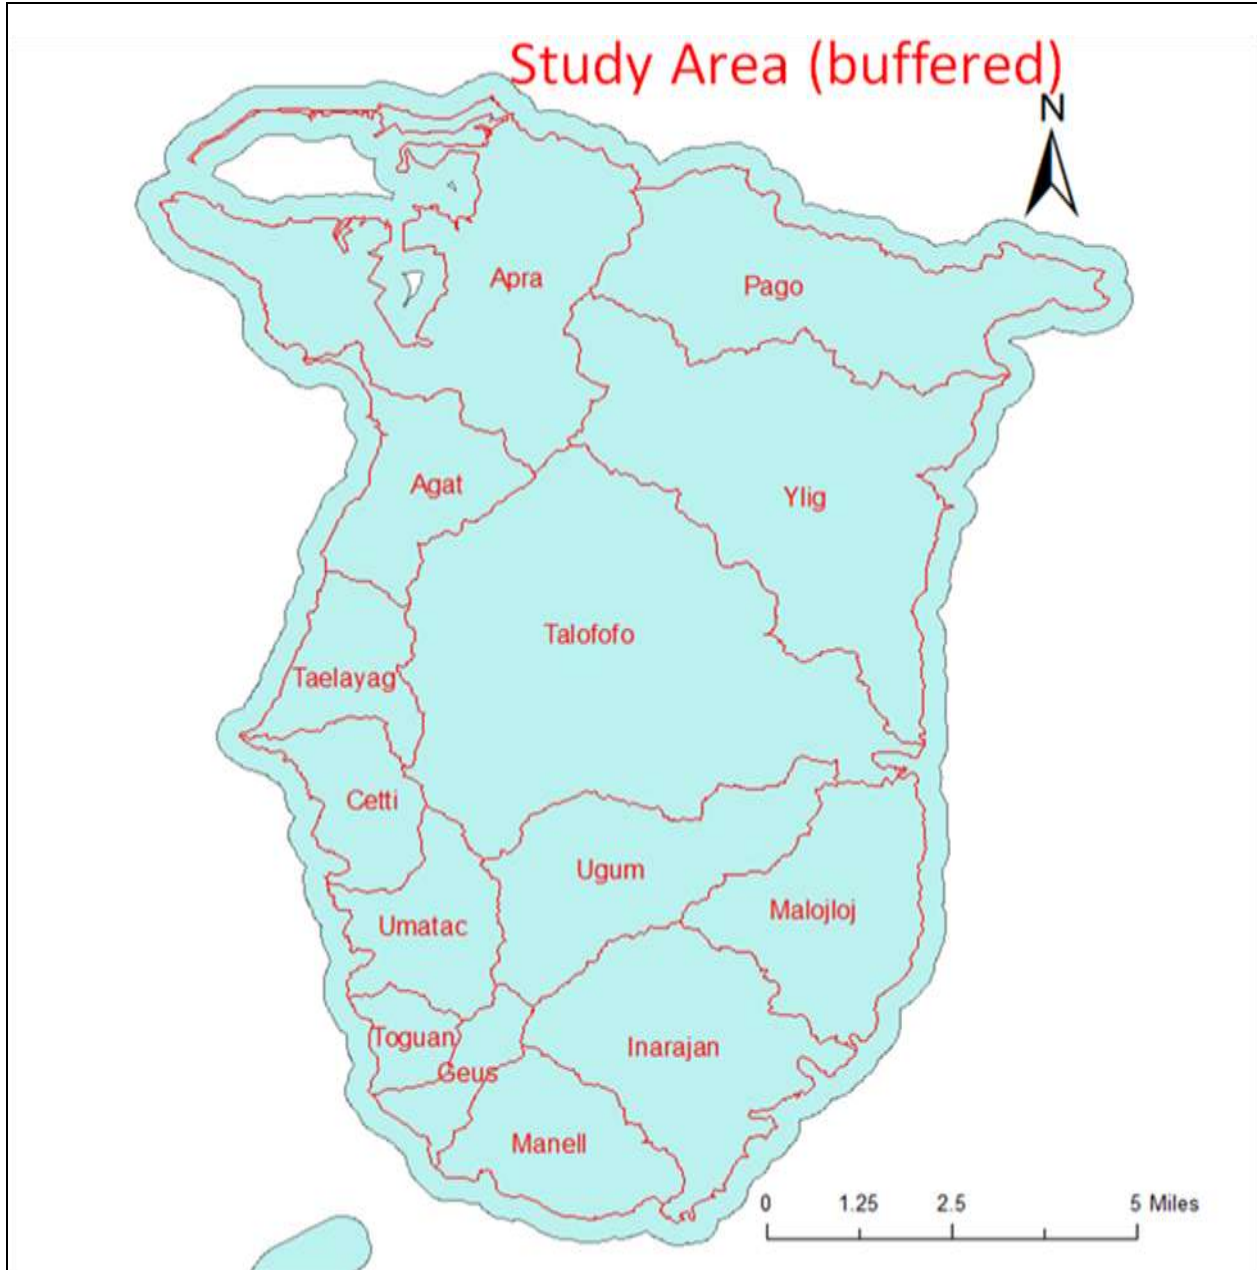 Study Area (buffered)
N
Apra
Pago
Agat
Ylig
Talofofo
Taelayag
Cetti
Ugum
Malojloj
Umatac
Toguan
Inarajan
Geus
Manell
0 1.25 2.5 5 Miles